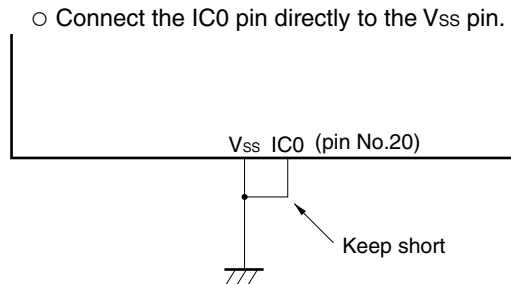 ○ Connect the IC0 pin directly to the Vss pin.
Vss IC0 (pin No.20)
Keep short